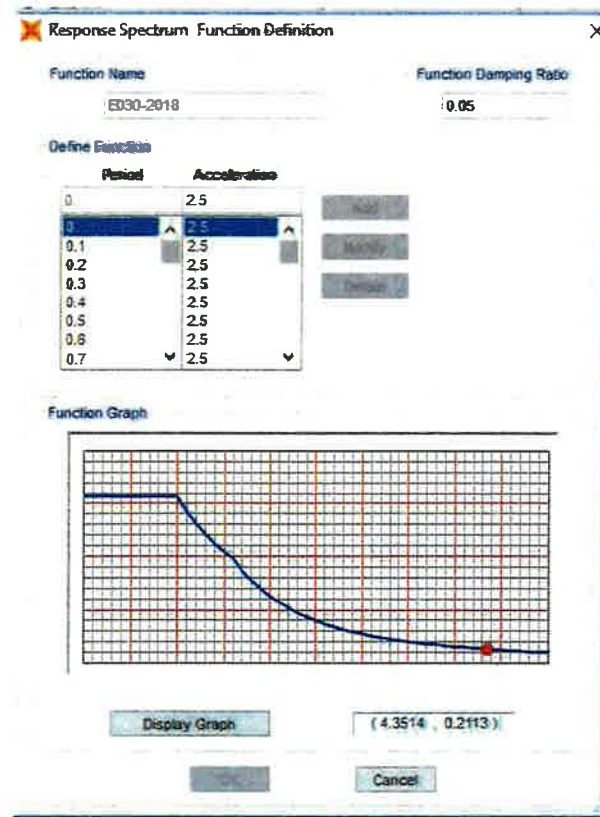 Response Spectrum Function Definition
Function Name
Function Damping Ratio
E030-2018
0.05
Define Function
Period Acceleration
0 2.5
0 2.5
0.1 2.5
0.2 2.5
0.3 2.5
0.4 2.5
0.5 2.5
0.6 2.5
0.7 2.5
Add
Modify
Delete
Function Graph
Display Graph
(4.3514 , 0.2113)
Cancel